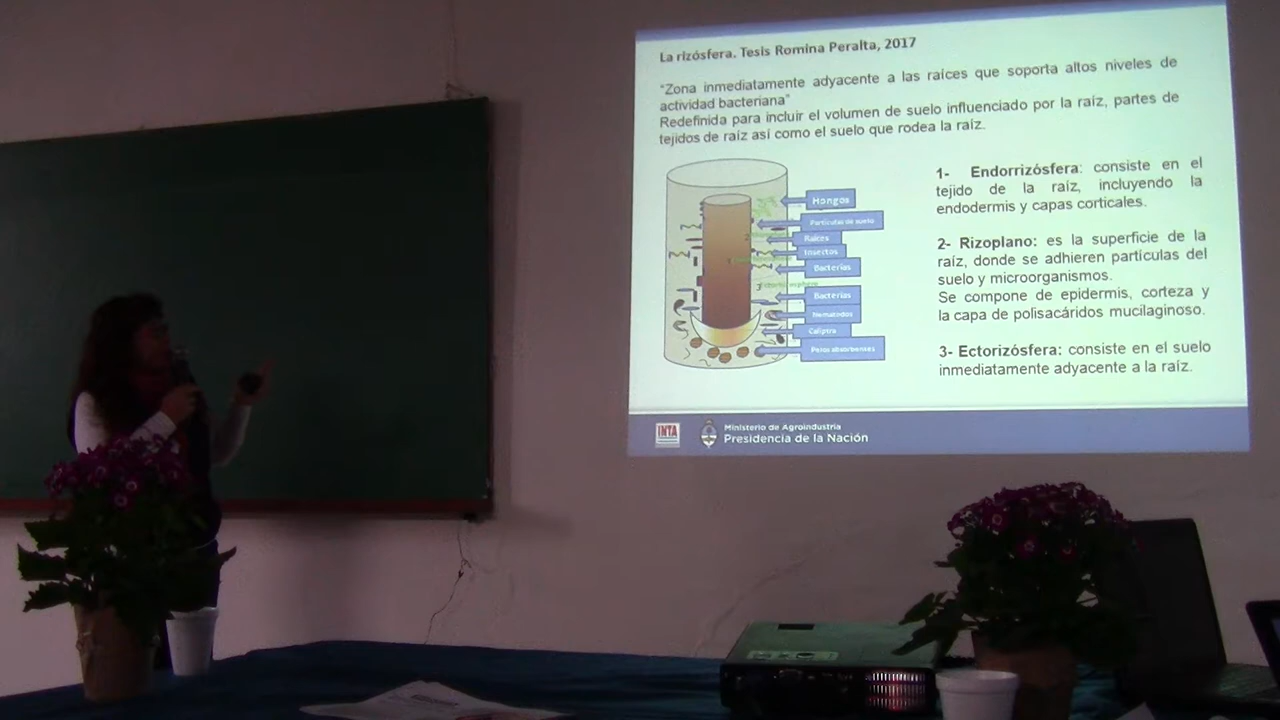 La rizósfera. Tesis Romina Peralta, 2017
"Zona inmediatamente adyacente a las raíces que soporta altos niveles de
actividad bacteriana"
Redefinida para incluir el volumen de suelo influenciado por la raíz, partes de
tejidos de raíz así como el suelo que rodea la raíz.
Hongos
Partículas de suelo
Raíces
Insectos
Bacterias
Bacterias
Nematodos
Caliptra
Pelos absorbentes
1- Endorrizósfera: consiste en el
tejido de la raíz, incluyendo la
endodermis y capas corticales.
2- Rizoplano: es la superficie de la
raíz, donde se adhieren partículas del
suelo y microorganismos.
Se compone de epidermis, corteza y
la capa de polisacáridos mucilaginoso.
3- Ectorizósfera: consiste en el suelo
inmediatamente adyacente a la raíz.
INTA
Ministerio de Agroindustria
Presidencia de la Nación